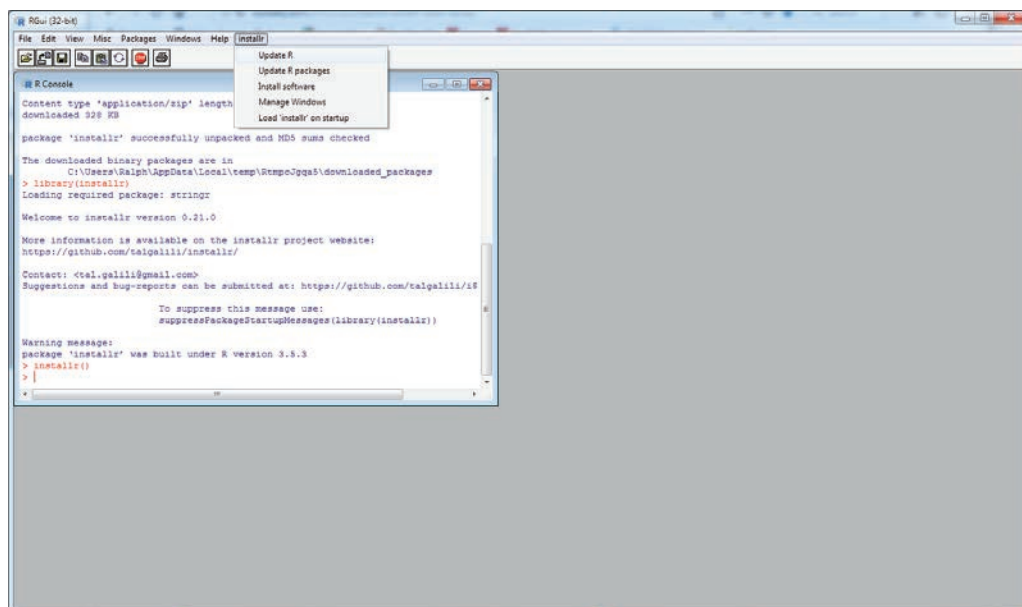 RGui (32-bit)
File Edit View Misc Packages Windows Help installr
Update R
Update R packages
Install software
Manage Windows
Load 'installr' on startup
R Console
Content type 'application/zip' length
downloaded 328 KB
package 'installr' successfully unpacked and MD5 sums checked
The downloaded binary packages are in
C:\Users\Ralph\AppData\Local\temp\RtmpcJgqa5\downloaded_packages
> library(installr)
Loading required package: stringr
Welcome to installr version 0.21.0
More information is available on the installr project website:
https://github.com/talgalili/installr/
Contact: <tal.galili@gmail.com>
Suggestions and bug-reports can be submitted at: https://github.com/talgalili/i$
To suppress this message use:
suppressPackageStartupMessages(library(installr))
Warning message:
package 'installr' was built under R version 3.5.3
> installr()
>